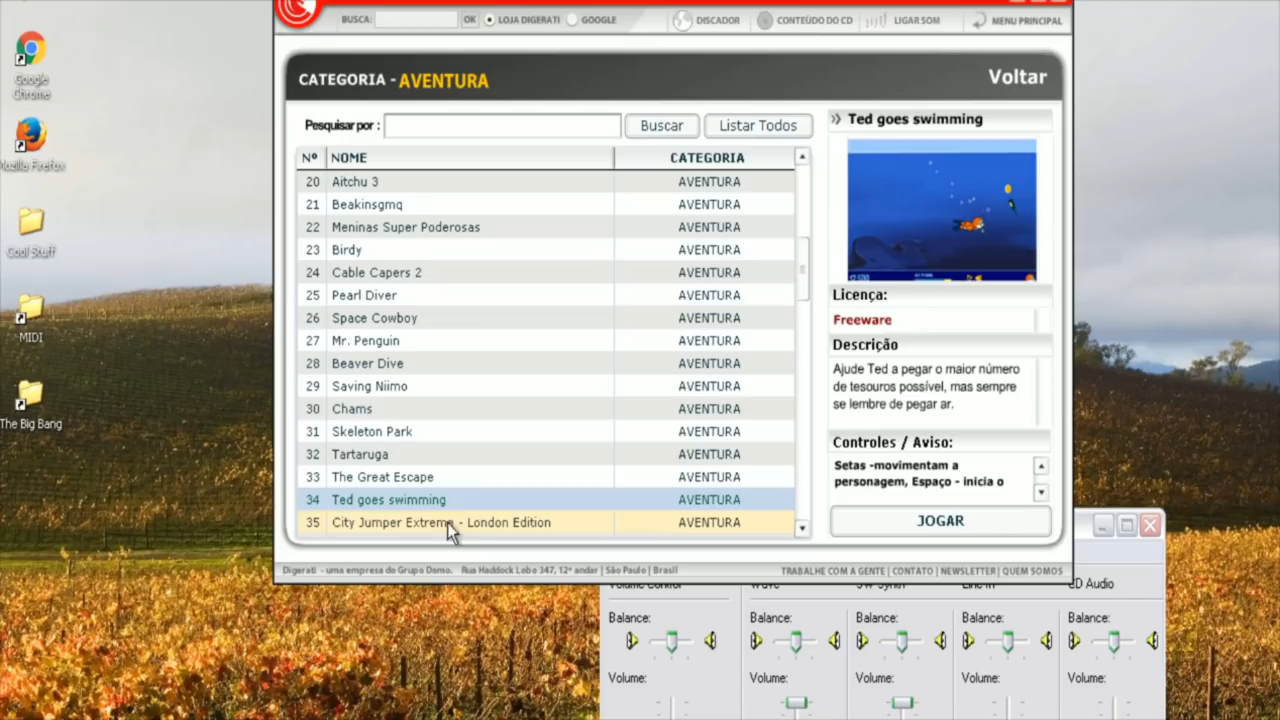 BUSCA: OK LOJA DIGERATI GOOGLE DISCADOR CONTEÚDO DO CD LIGAR SOM MENU PRINCIPAL
Google Chrome
Mozilla Firefox
Cool Stuff
MIDI
The Big Bang
CATEGORIA - AVENTURA Voltar
Pesquisar por : Buscar Listar Todos
Nº NOME CATEGORIA
20 Aitchu 3 AVENTURA
21 Beakinsgmq AVENTURA
22 Meninas Super Poderosas AVENTURA
23 Birdy AVENTURA
24 Cable Capers 2 AVENTURA
25 Pearl Diver AVENTURA
26 Space Cowboy AVENTURA
27 Mr. Penguin AVENTURA
28 Beaver Dive AVENTURA
29 Saving Niimo AVENTURA
30 Chams AVENTURA
31 Skeleton Park AVENTURA
32 Tartaruga AVENTURA
33 The Great Escape AVENTURA
34 Ted goes swimming AVENTURA
35 City Jumper Extreme - London Edition AVENTURA
Ted goes swimming
Licença:
Freeware
Descrição
Ajude Ted a pegar o maior número
de tesouros possível, mas sempre
se lembre de pegar ar.
Controles / Aviso:
Setas -movimentam a
personagem, Espaço - inicia o
JOGAR
Digerati - uma empresa do Grupo Domo. Rua Haddock Lobo 347, 12º andar | São Paulo | Brasil TRABALHE COM A GENTE | CONTATO | NEWSLETTER | QUEM SOMOS
Volume Control Wave SW Synth Line In CD Audio
Balance: Balance: Balance: Balance: Balance:
Volume: Volume: Volume: Volume: Volume: